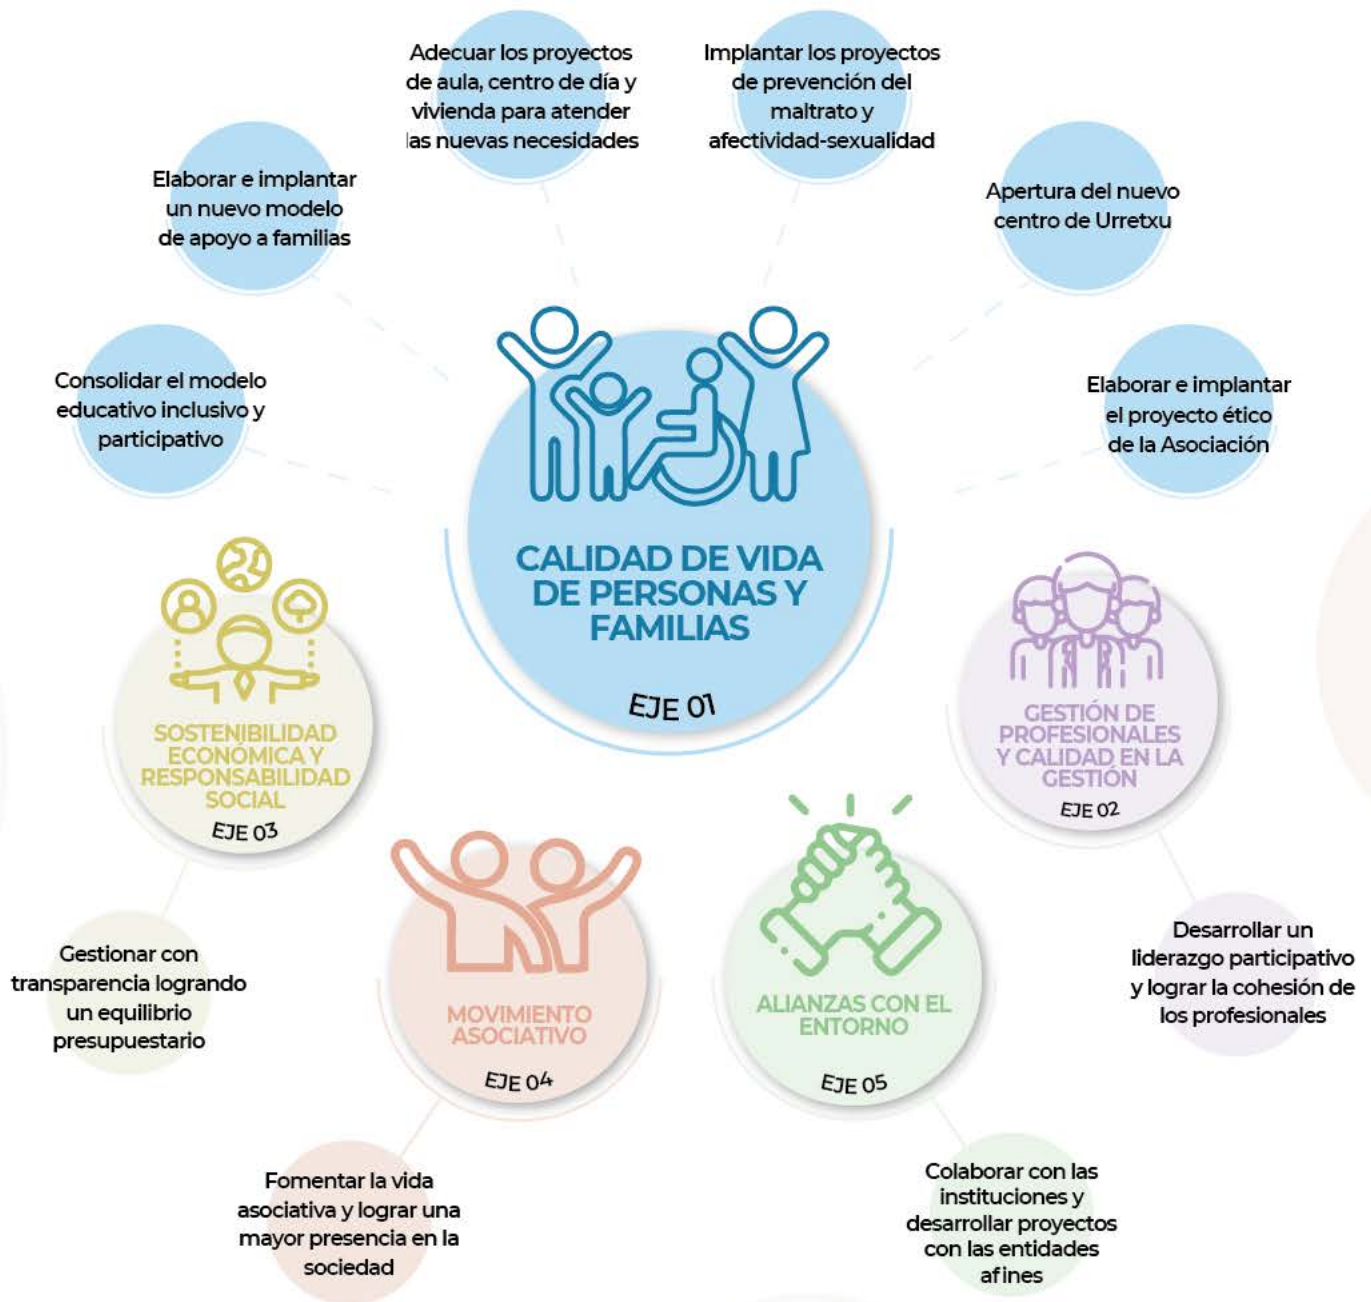 Adecuar los proyectos
de aula, centro de día y
vivienda para atender
las nuevas necesidades
Implantar los proyectos
de prevención del
maltrato y
afectividad-sexualidad
Elaborar e implantar
un nuevo modelo
de apoyo a familias
Apertura del nuevo
centro de Urretxu
Consolidar el modelo
educativo inclusivo y
participativo
Elaborar e implantar
el proyecto ético
de la Asociación
CALIDAD DE VIDA
DE PERSONAS Y
FAMILIAS
EJE 01
SOSTENIBILIDAD
ECONÓMICA Y
RESPONSABILIDAD
SOCIAL
EJE 03
GESTIÓN DE
PROFESIONALES
Y CALIDAD EN LA
GESTIÓN
EJE 02
Gestionar con
transparencia logrando
un equilibrio
presupuestario
MOVIMIENTO
ASOCIATIVO
EJE 04
ALIANZAS CON EL
ENTORNO
EJE 05
Desarrollar un
liderazgo participativo
y lograr la cohesión de
los profesionales
Fomentar la vida
asociativa y lograr una
mayor presencia en la
sociedad
Colaborar con las
instituciones y
desarrollar proyectos
con las entidades
afines